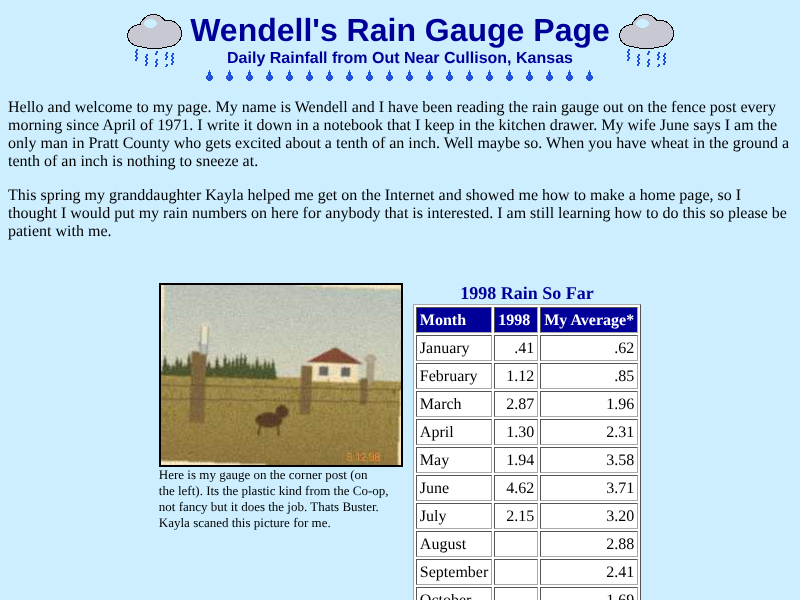 Wendell's Rain Gauge Page
Daily Rainfall from Out Near Cullison, Kansas
Hello and welcome to my page. My name is Wendell and I have been reading the rain gauge out on the fence post every
morning since April of 1971. I write it down in a notebook that I keep in the kitchen drawer. My wife June says I am the
only man in Pratt County who gets excited about a tenth of an inch. Well maybe so. When you have wheat in the ground a
tenth of an inch is nothing to sneeze at.
This spring my granddaughter Kayla helped me get on the Internet and showed me how to make a home page, so I
thought I would put my rain numbers on here for anybody that is interested. I am still learning how to do this so please be
patient with me.
5 12 98
Here is my gauge on the corner post (on
the left). Its the plastic kind from the Co-op,
not fancy but it does the job. Thats Buster.
Kayla scaned this picture for me.
1998 Rain So Far
Month 1998 My Average*
January .41 .62
February 1.12 .85
March 2.87 1.96
April 1.30 2.31
May 1.94 3.58
June 4.62 3.71
July 2.15 3.20
August 2.88
September 2.41
October 1.69